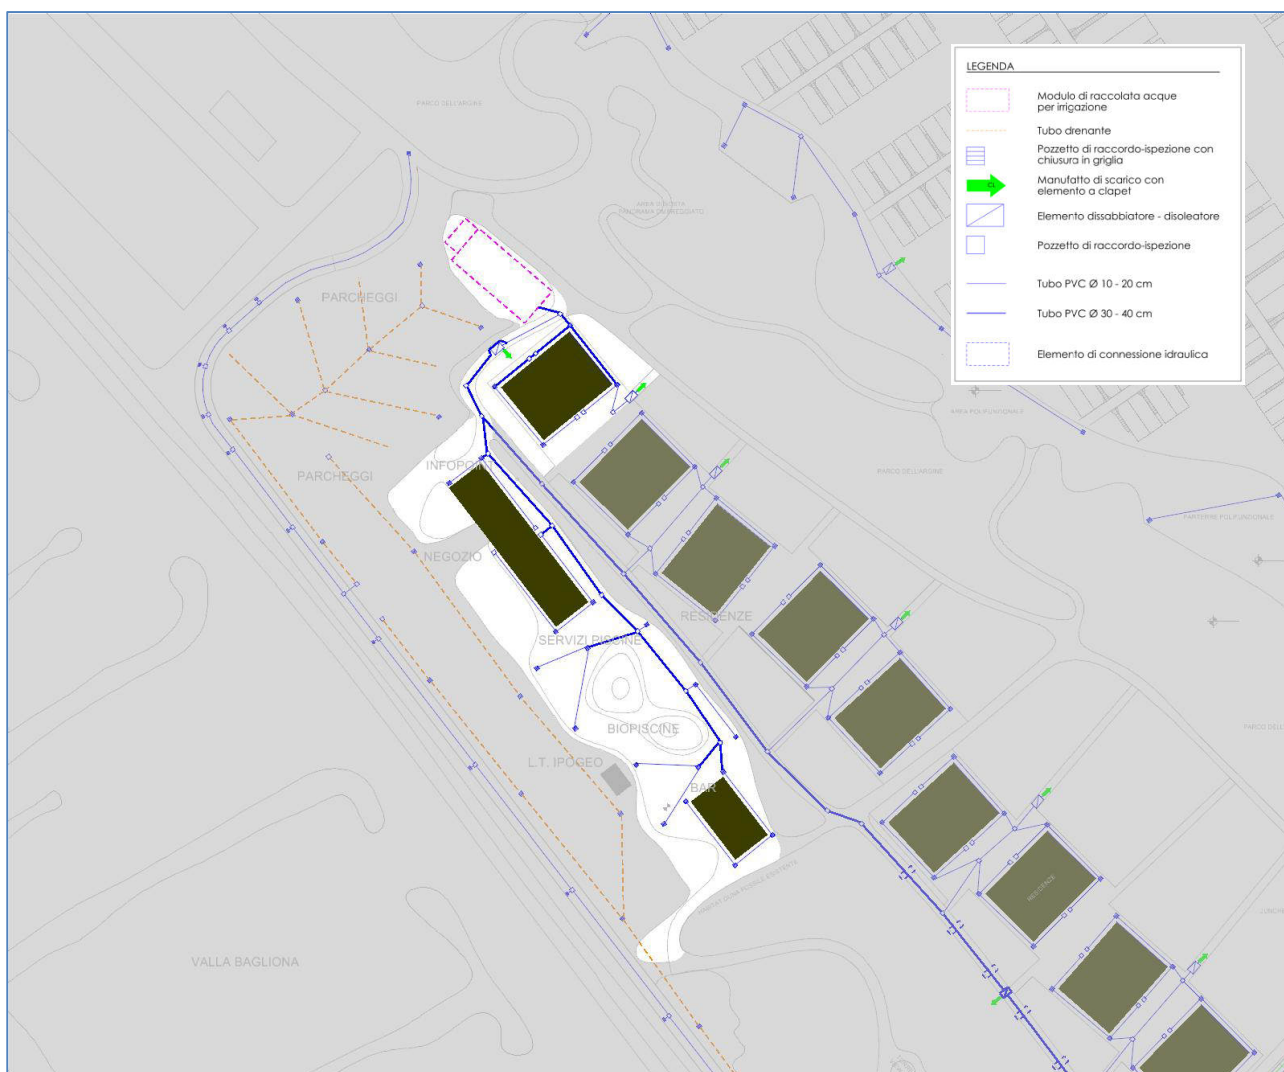 LEGENDA
Modulo di raccolata acque
per irrigazione
Tubo drenante
Pozzetto di raccordo-ispezione con
chiusura in griglia
Manufatto di scarico con
elemento a clapet
Elemento dissabbiatore - disoleatore
Pozzetto di raccordo-ispezione
Tubo PVC Ø 10 - 20 cm
Tubo PVC Ø 30 - 40 cm
Elemento di connessione idraulica
PARCO DELL'ARGINE
PARCHEGGI
AREA POLIFUNZIONALE
PARCHEGGI
INFOPOINT
PARCO DELL'ARGINE
PARTERRE POLIFUNZIONALE
NEGOZIO
RESIDENZE
SERVIZI PISCINE
BIOPISCINE
L.T. IPOGEO
BAR
RESIDENZE
VALLA BAGLIONA